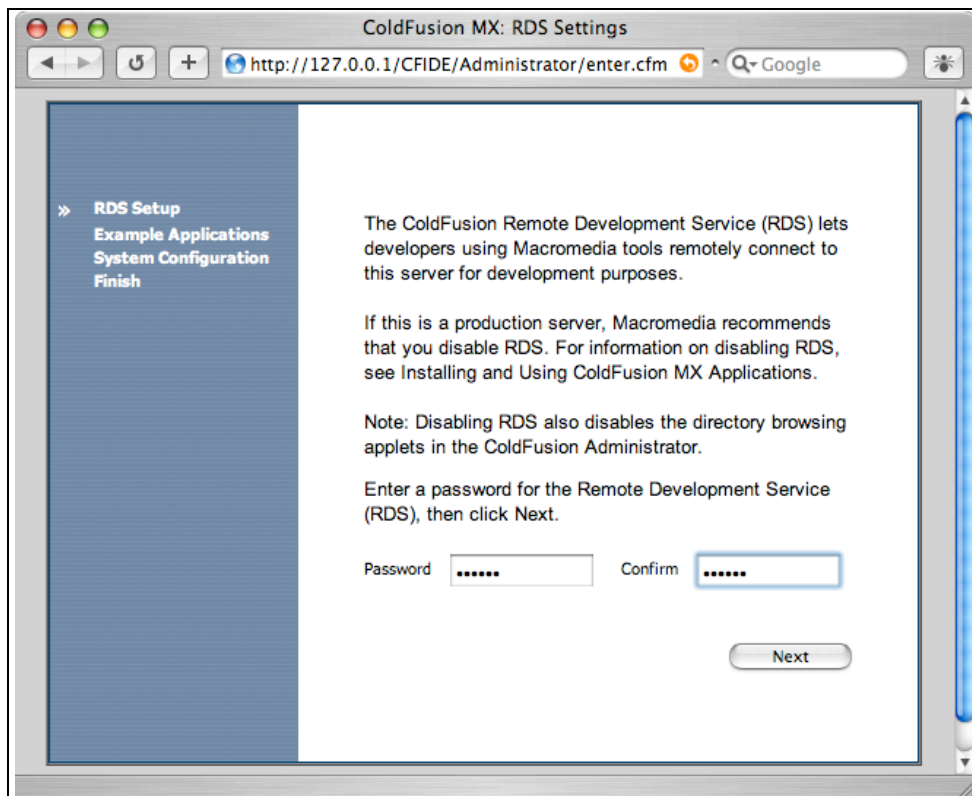 ColdFusion MX: RDS Settings
http://127.0.0.1/CFIDE/Administrator/enter.cfm
Google
» RDS Setup
Example Applications
System Configuration
Finish
The ColdFusion Remote Development Service (RDS) lets
developers using Macromedia tools remotely connect to
this server for development purposes.
If this is a production server, Macromedia recommends
that you disable RDS. For information on disabling RDS,
see Installing and Using ColdFusion MX Applications.
Note: Disabling RDS also disables the directory browsing
applets in the ColdFusion Administrator.
Enter a password for the Remote Development Service
(RDS), then click Next.
Password •••••• Confirm ••••••
Next